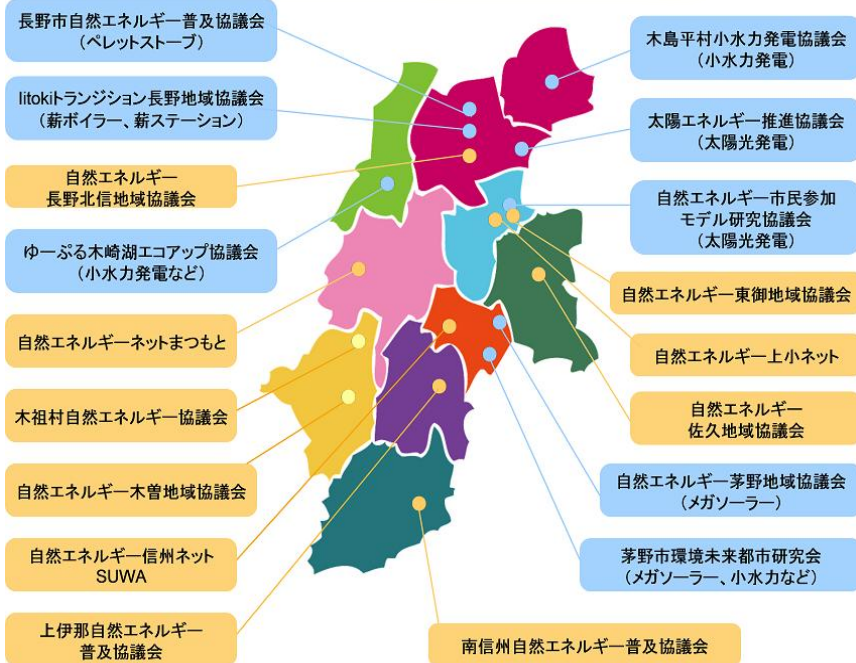 長野市自然エネルギー普及協議会
（ペレットストーブ）
Iitokiトランジション長野地域協議会
（薪ボイラー、薪ステーション）
自然エネルギー
長野北信地域協議会
ゆーぷる木崎湖エコアップ協議会
（小水力発電など）
自然エネルギーネットまつもと
木祖村自然エネルギー協議会
自然エネルギー木曽地域協議会
自然エネルギー信州ネット
SUWA
上伊那自然エネルギー
普及協議会
木島平村小水力発電協議会
（小水力発電）
太陽エネルギー推進協議会
（太陽光発電）
自然エネルギー市民参加
モデル研究協議会
（太陽光発電）
自然エネルギー東御地域協議会
自然エネルギー上小ネット
自然エネルギー
佐久地域協議会
自然エネルギー茅野地域協議会
（メガソーラー）
茅野市環境未来都市研究会
（メガソーラー、小水力など）
南信州自然エネルギー普及協議会